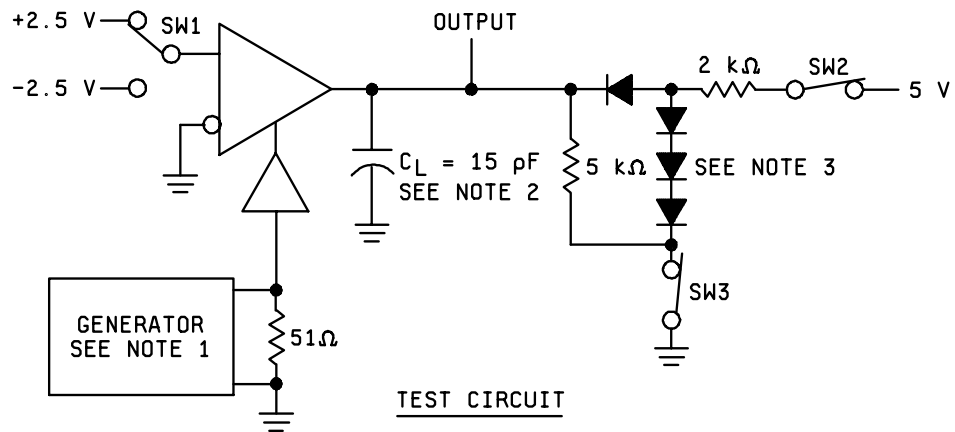 +2.5 V
SW1
OUTPUT
-2.5 V
2 kΩ
SW2
5 V
CL = 15 pF
SEE NOTE 2
5 kΩ
SEE NOTE 3
SW3
GENERATOR
SEE NOTE 1
51Ω
TEST CIRCUIT